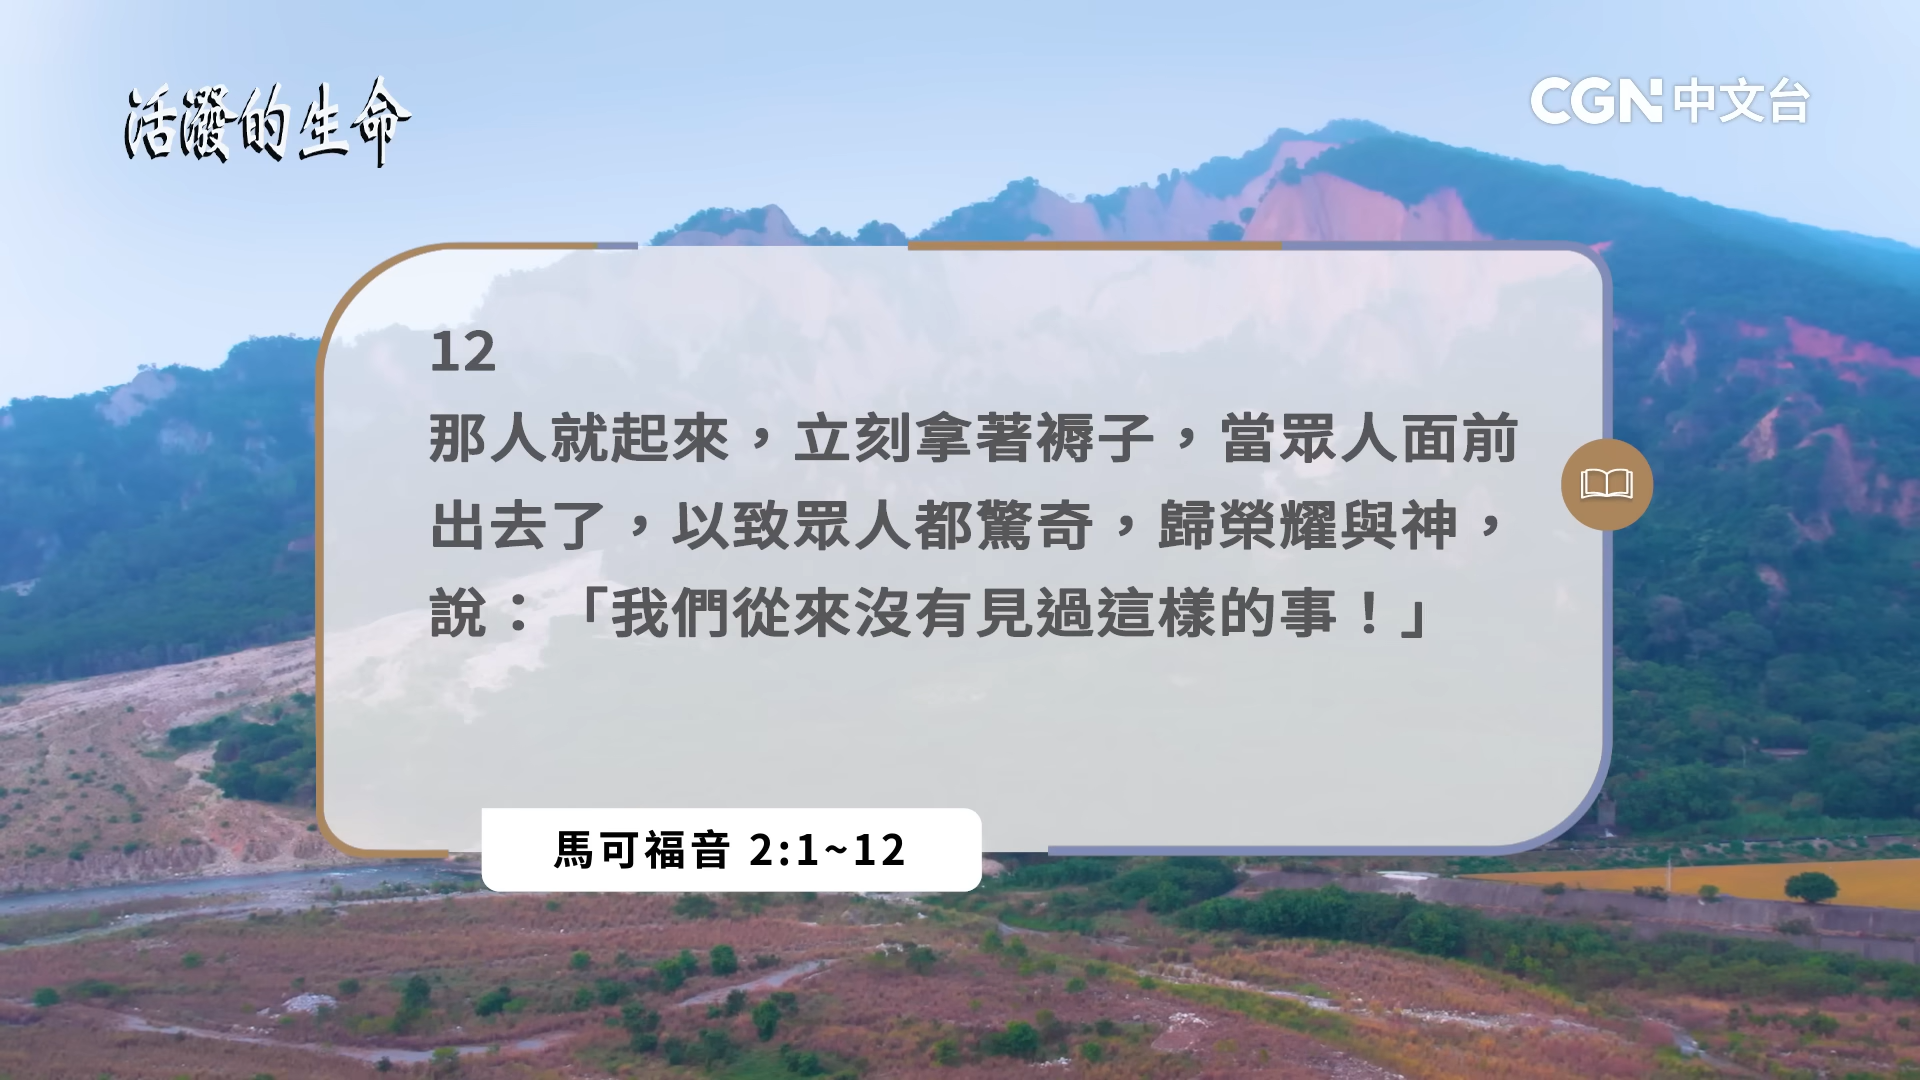 活潑的生命
CGN中文台
12
那人就起來，立刻拿著褥子，當眾人面前
出去了，以致眾人都驚奇，歸榮耀與神，
說：「我們從來沒有見過這樣的事！」
馬可福音 2:1~12